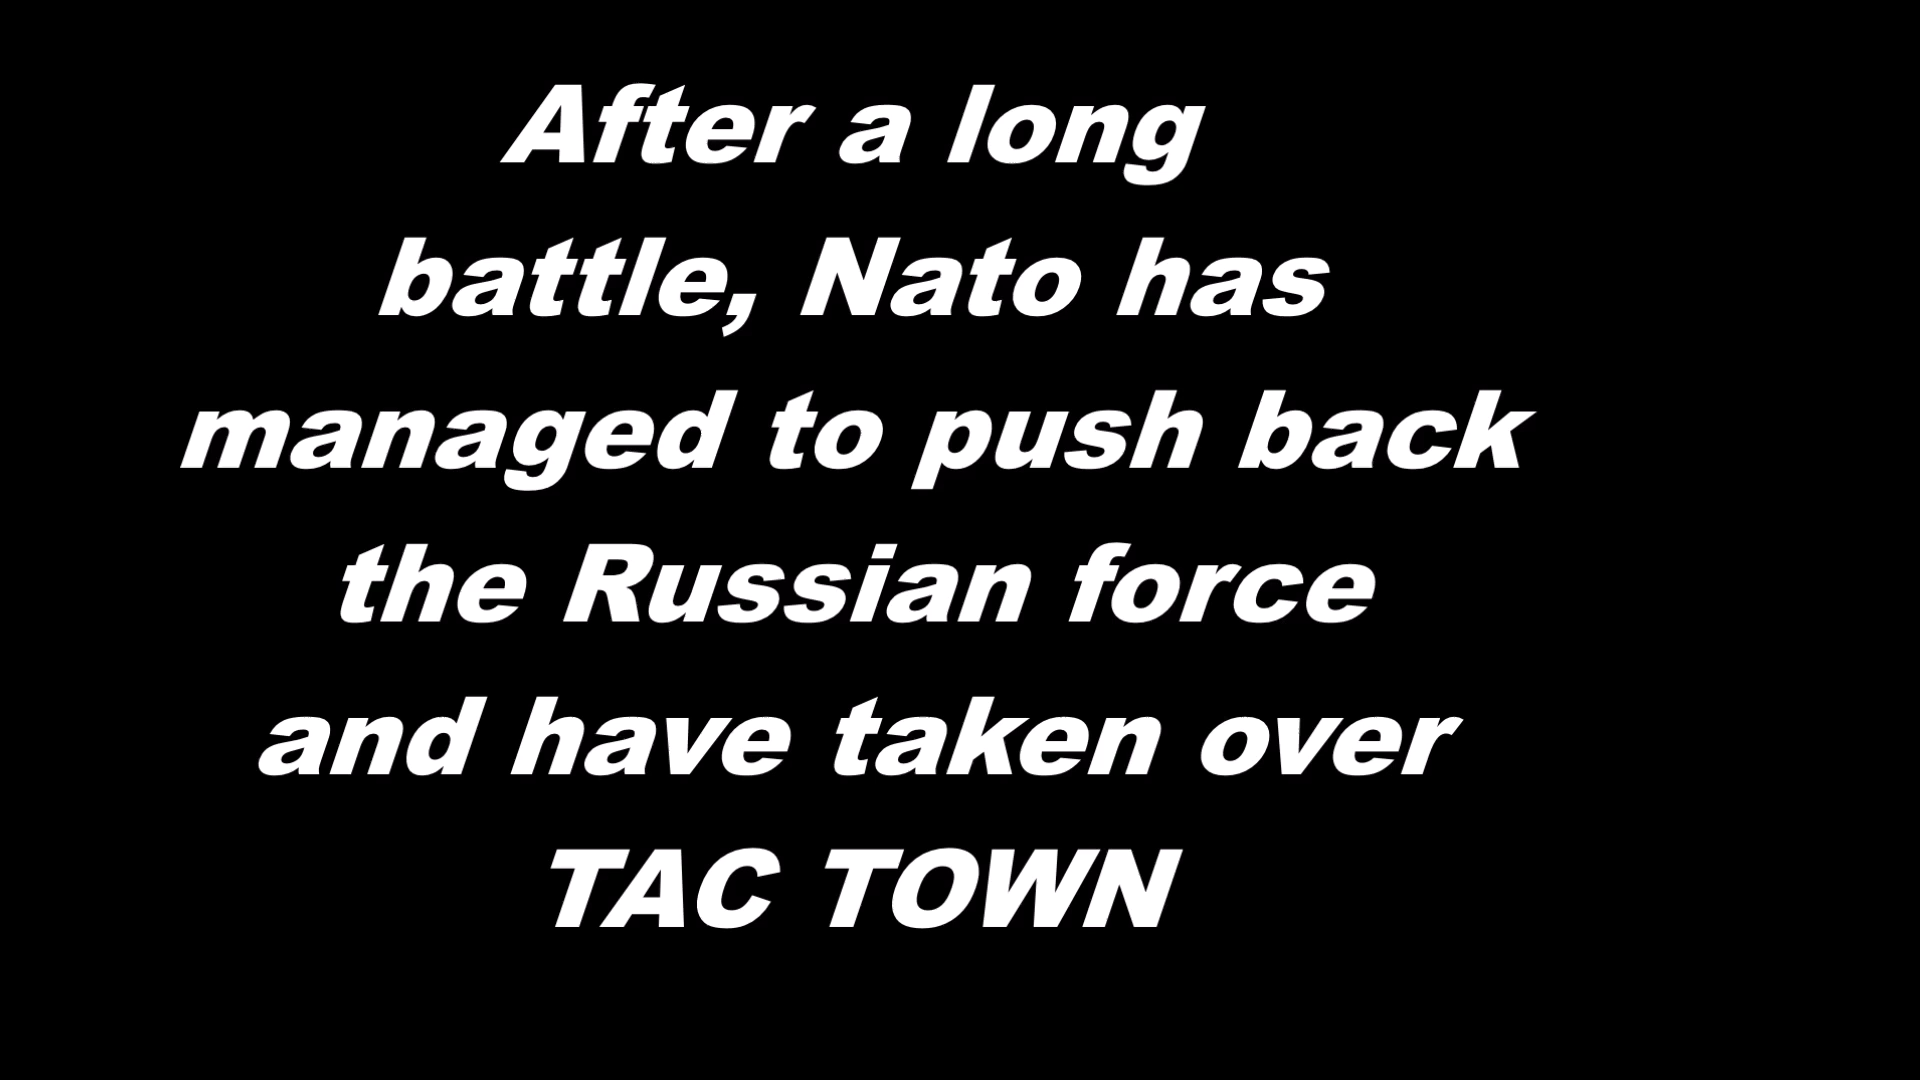 After a long
battle, Nato has
managed to push back
the Russian force
and have taken over
TAC TOWN